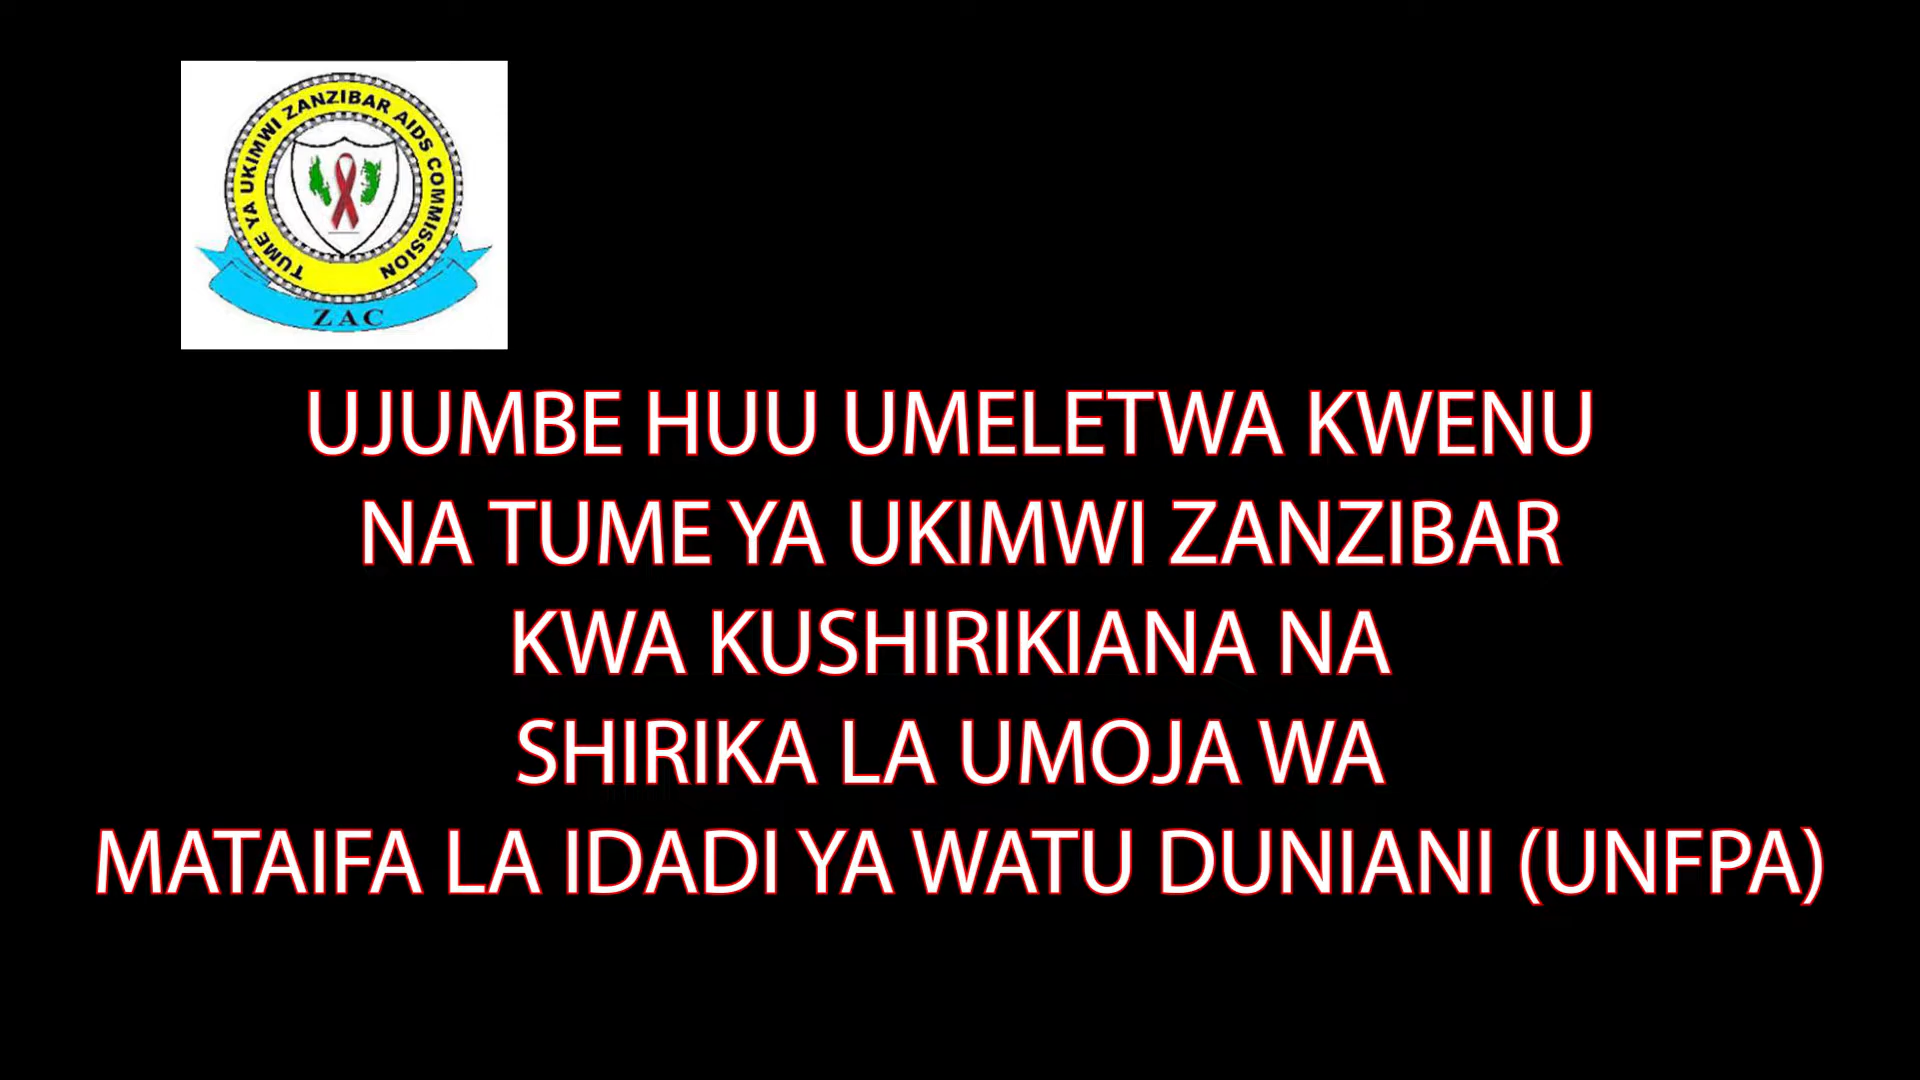 TUME YA UKIMWI ZANZIBAR AIDS COMMISSION
ZAC
UJUMBE HUU UMELETWA KWENU
NA TUME YA UKIMWI ZANZIBAR
KWA KUSHIRIKIANA NA
SHIRIKA LA UMOJA WA
MATAIFA LA IDADI YA WATU DUNIANI (UNFPA)